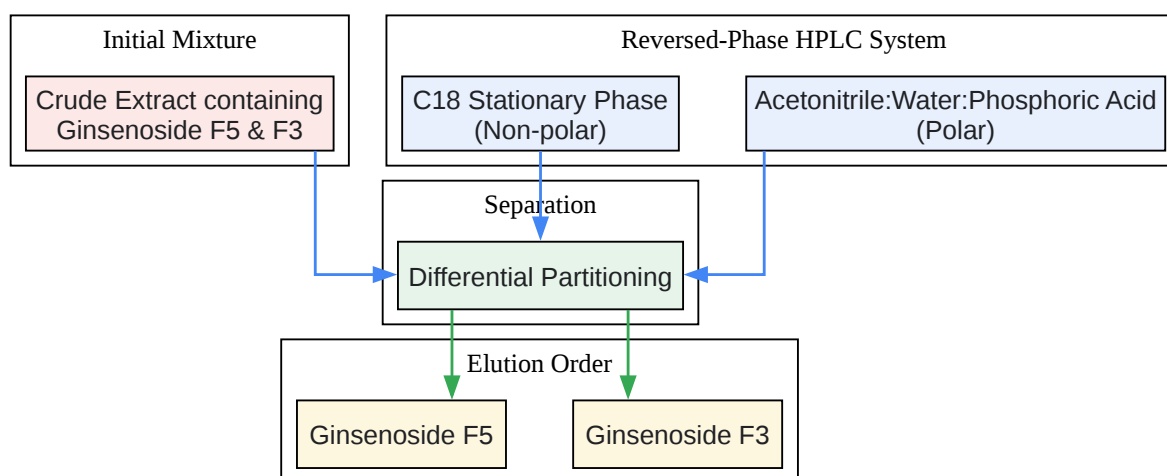 Initial Mixture
Crude Extract containing
Ginsenoside F5 & F3
Reversed-Phase HPLC System
C18 Stationary Phase
(Non-polar)
Acetonitrile:Water:Phosphoric Acid
(Polar)
Separation
Differential Partitioning
Elution Order
Ginsenoside F5
Ginsenoside F3